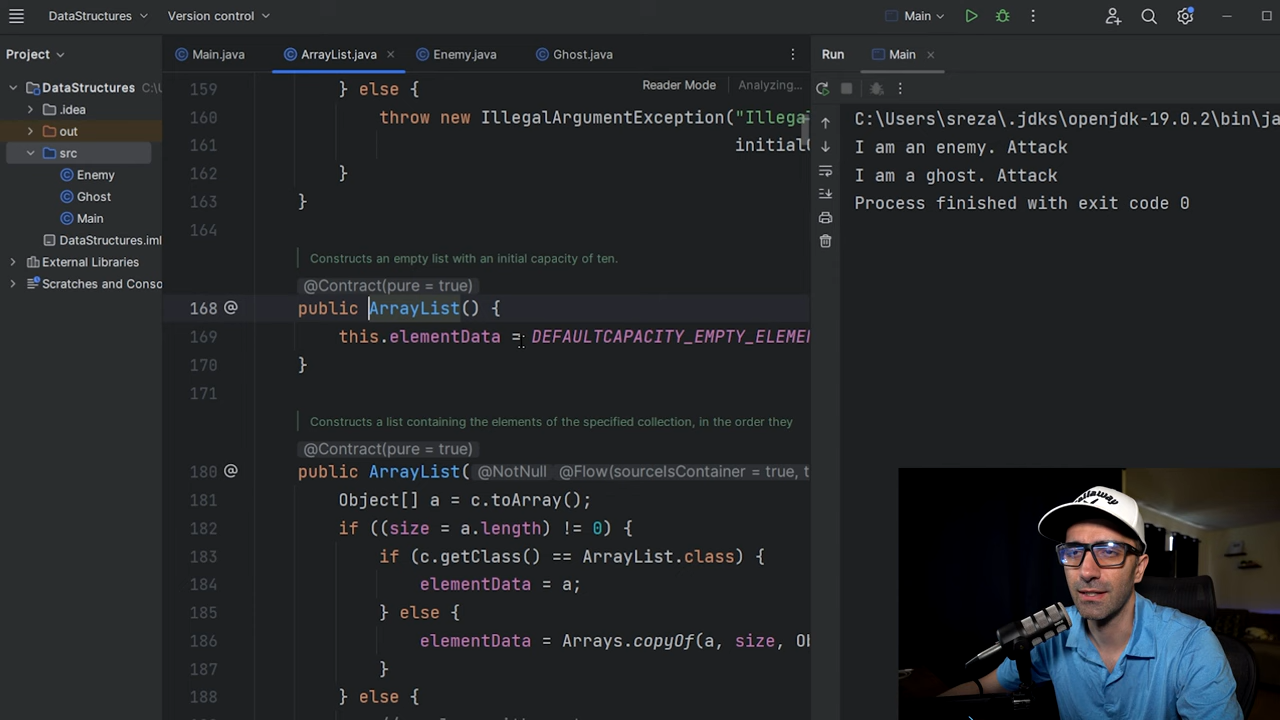 DataStructures
Version control
Main
Project
Main.java
ArrayList.java
Enemy.java
Ghost.java
Run
Main
DataStructures C:\
.idea
out
src
Enemy
Ghost
Main
DataStructures.iml
External Libraries
Scratches and Conso
Reader Mode
Analyzing...
159 } else {
160 throw new IllegalArgumentException("Illega
161 initial
162 }
163 }
164
Constructs an empty list with an initial capacity of ten.
@Contract(pure = true)
168 @ public ArrayList() {
169 this.elementData = DEFAULTCAPACITY_EMPTY_ELEME
170 }
171
Constructs a list containing the elements of the specified collection, in the order they
@Contract(pure = true)
180 @ public ArrayList( @NotNull @Flow(sourceIsContainer = true, t
181 Object[] a = c.toArray();
182 if ((size = a.length) != 0) {
183 if (c.getClass() == ArrayList.class) {
184 elementData = a;
185 } else {
186 elementData = Arrays.copyOf(a, size, Ob
187 }
188 } else {
C:\Users\sreza\.jdks\openjdk-19.0.2\bin\ja
I am an enemy. Attack
I am a ghost. Attack
Process finished with exit code 0